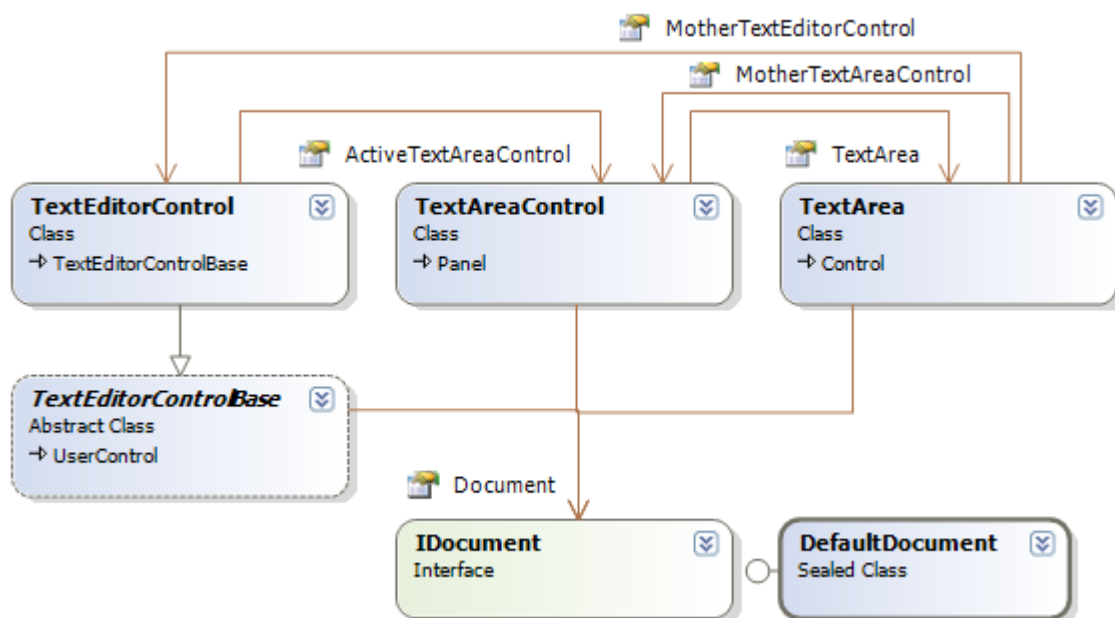 MotherTextEditorControl
MotherTextAreaControl
ActiveTextAreaControl
TextArea
TextEditorControl
Class
TextEditorControlBase
TextAreaControl
Class
Panel
TextArea
Class
Control
TextEditorControlBase
Abstract Class
UserControl
Document
IDocument
Interface
DefaultDocument
Sealed Class